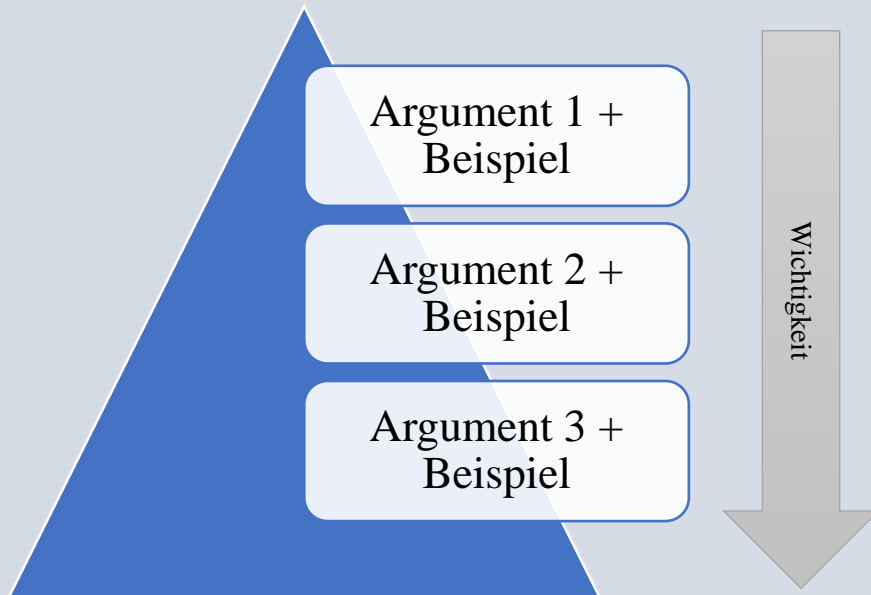 Argument 1 +
Beispiel
Argument 2 +
Beispiel
Argument 3 +
Beispiel
Wichtigkeit